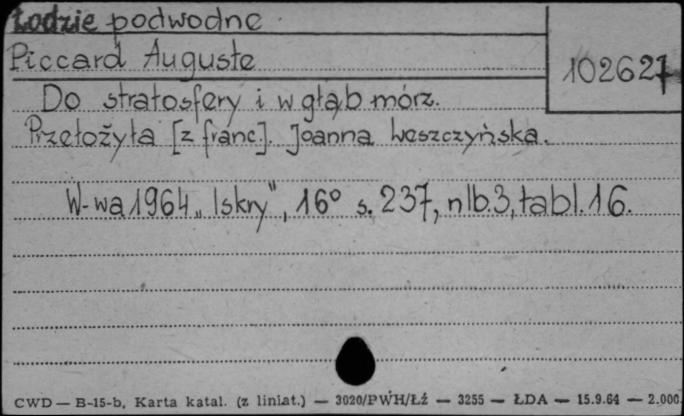 Łodzie podwodne
Piccard Auguste
102627
Do stratosfery i w głąb mórz.
Przełożyła [z franc]. Joanna Leszczyńska.
W-wa 1964 „Iskry", 16° s. 237, nlb. 3, tabl. 16.
CWD — B-15-b, Karta katal. (z liniat.) — 3020/PWH/Łź — 3255 — ŁDA — 15.9.64 — 2.000.